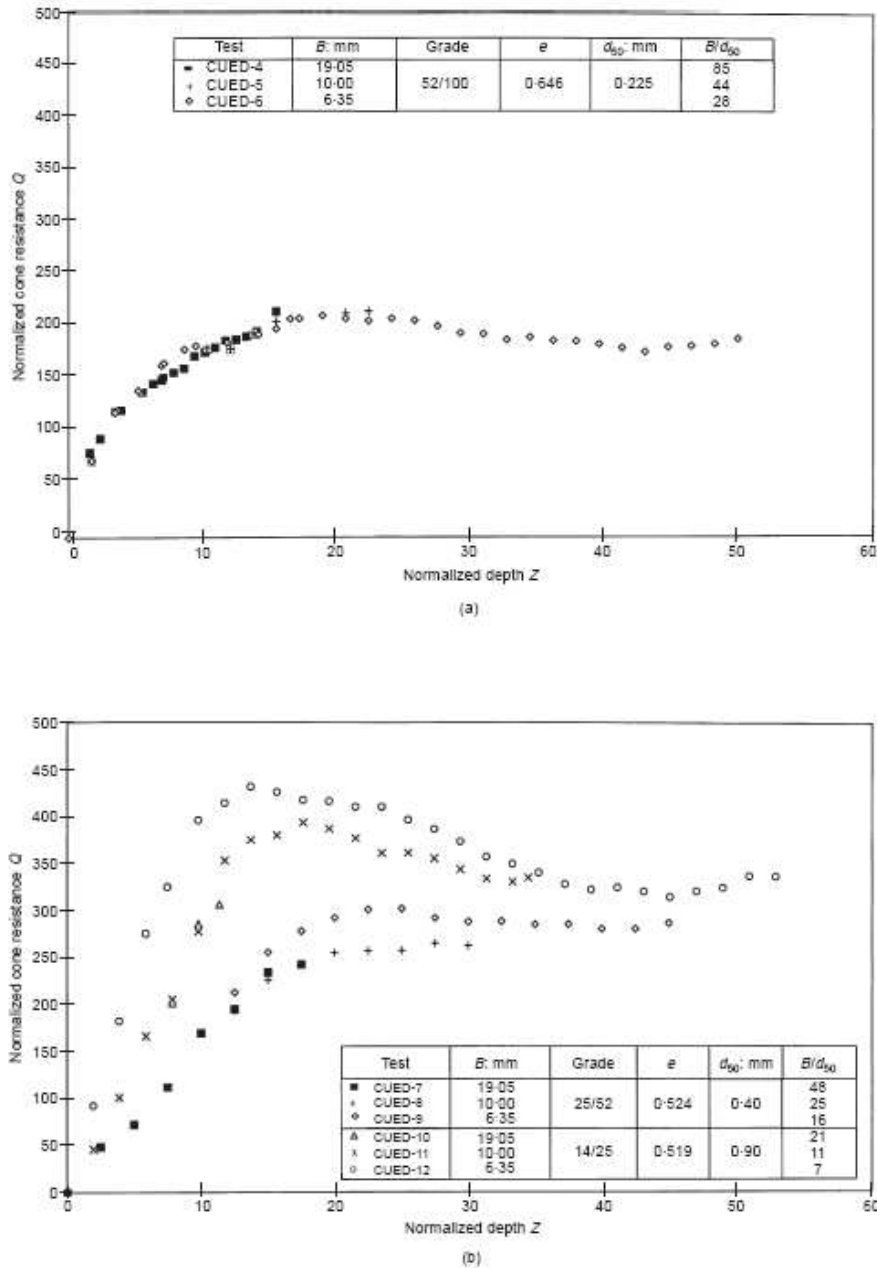 500
450
400
350
300
250
200
150
100
50
0
Normalized cone resistance Q
Test B: mm Grade e d50: mm B/d50
CUED-4 19·05 85
CUED-5 10·00 52/100 0·646 0·225 44
CUED-6 6·35 28
0 10 20 30 40 50 60
Normalized depth Z
(a)
500
450
400
350
300
250
200
150
100
50
0
Normalized cone resistance Q
Test B: mm Grade e d50: mm B/d50
CUED-7 19·05 48
CUED-8 10·00 25/52 0·524 0·40 25
CUED-9 6·35 16
CUED-10 19·05 21
CUED-11 10·00 14/25 0·519 0·90 11
CUED-12 6·35 7
0 10 20 30 40 50 60
Normalized depth Z
(b)